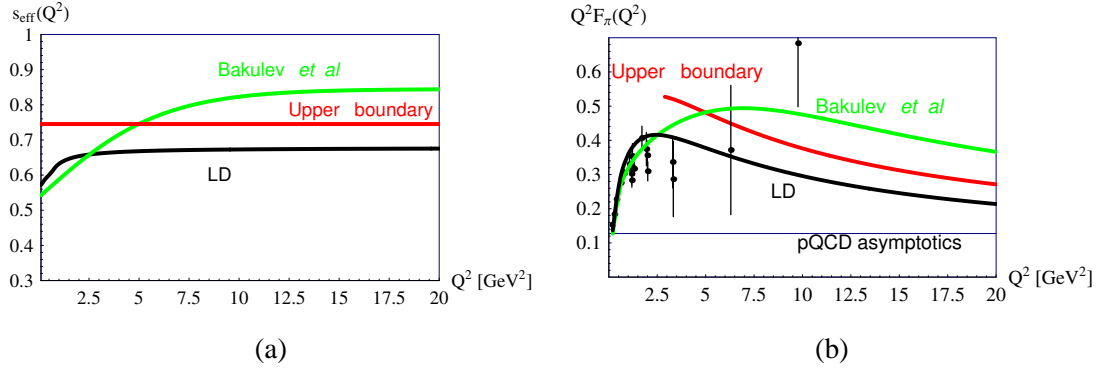 s_eff(Q²)
1
0.9
0.8
0.7
0.6
0.5
0.4
0.3
2.5 5 7.5 10 12.5 15 17.5 20
Q² [GeV²]
Bakulev et al
Upper boundary
LD
(a)
Q²F_π(Q²)
0.6
0.5
0.4
0.3
0.2
0.1
2.5 5 7.5 10 12.5 15 17.5 20
Q² [GeV²]
Upper boundary
Bakulev et al
LD
pQCD asymptotics
(b)